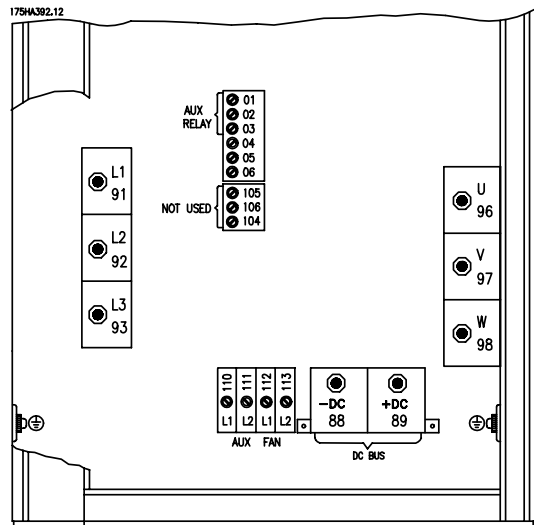 175HA392.12
AUX
RELAY
01
02
03
04
05
06
NOT USED
105
106
104
L1
91
L2
92
L3
93
U
96
V
97
W
98
110 111 112 113
L1 L2 L1 L2
AUX FAN
-DC +DC
88 89
DC BUS